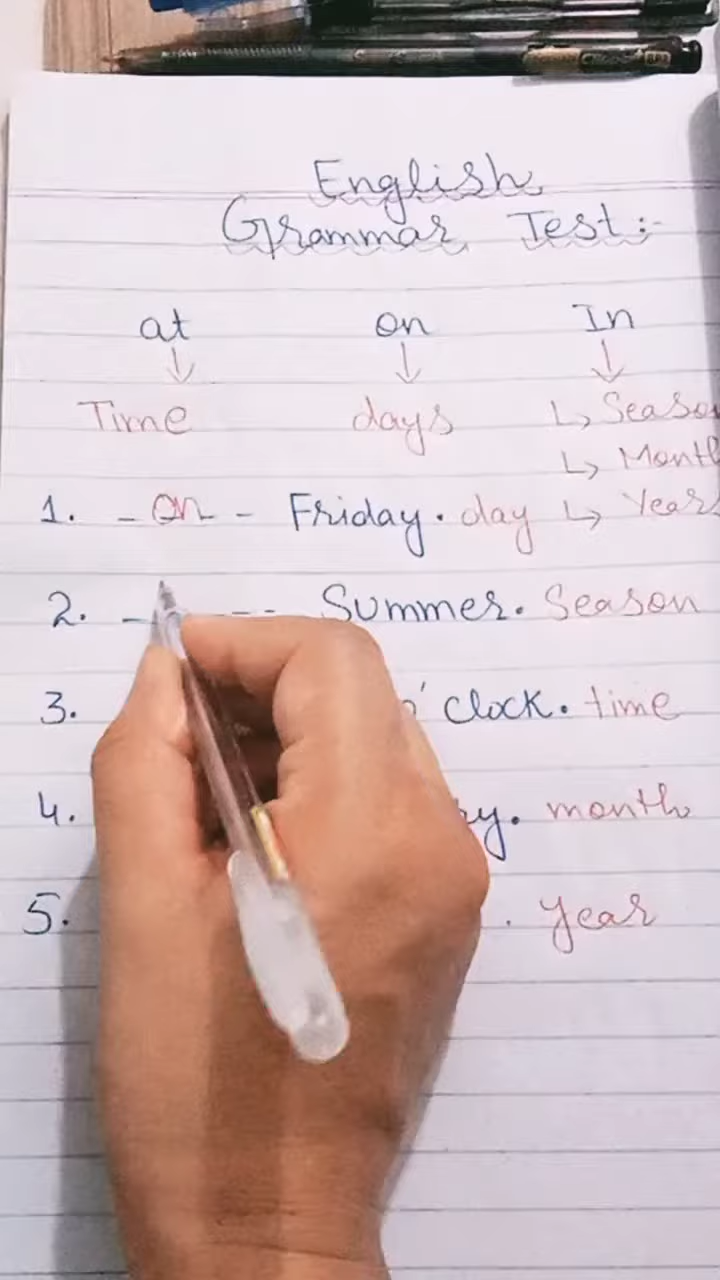 English
Grammar Test:-
at on In
Time days ↳ Season
↳ Month
1. _ on - Friday. day ↳ Years
2. _ - - - Summer. Season
3. o'clock. time
4. month
5. . year